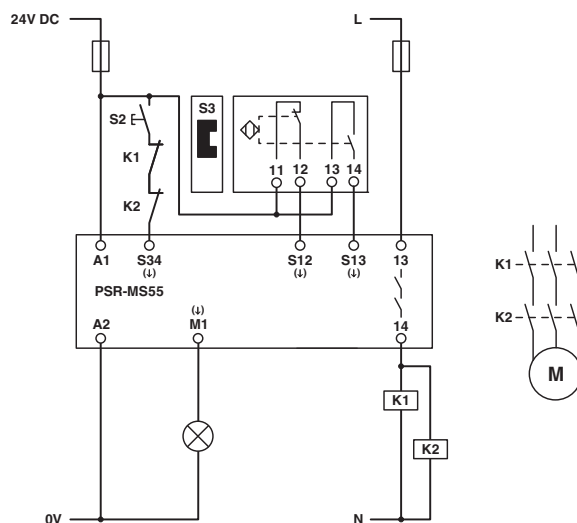 24V DC
L
S2
S3
K1
K2
11 12 13 14
A1 S34 S12 S13 13
(↓) (↓) (↓)
PSR-MS55
(↓)
A2 M1 14
K1
K2
K1
K2
M
0V
N